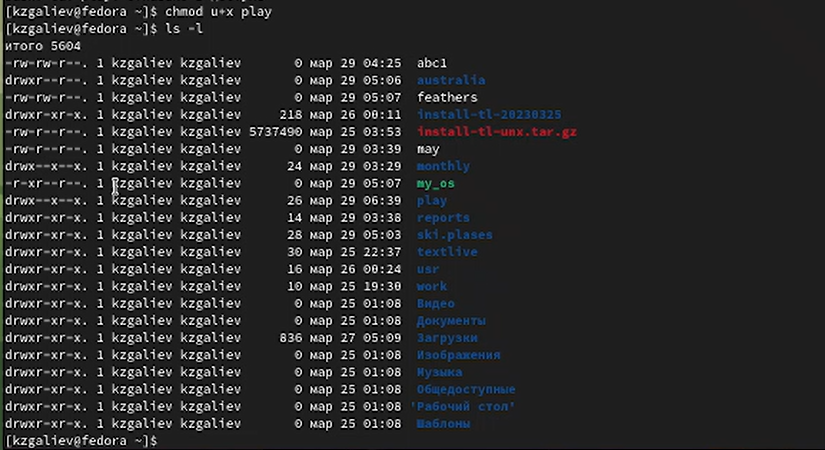 [kzgaliev@fedora ~]$ chmod u+x play
[kzgaliev@fedora ~]$ ls -l
итого 5604
-rw-rw-r--. 1 kzgaliev kzgaliev 0 мар 29 04:25 abc1
drwxr--r--. 1 kzgaliev kzgaliev 0 мар 29 05:06 australia
-rw-rw-r--. 1 kzgaliev kzgaliev 0 мар 29 05:07 feathers
drwxr-xr-x. 1 kzgaliev kzgaliev 218 мар 26 00:11 install-tl-20230325
-rw-r--r--. 1 kzgaliev kzgaliev 5737490 мар 25 03:53 install-tl-unx.tar.gz
-rw-r--r--. 1 kzgaliev kzgaliev 0 мар 29 03:39 may
drwx--x--x. 1 kzgaliev kzgaliev 24 мар 29 03:29 monthly
-r-xr--r--. 1 kzgaliev kzgaliev 0 мар 29 05:07 my_os
drwx--x--x. 1 kzgaliev kzgaliev 26 мар 29 06:39 play
drwxr-xr-x. 1 kzgaliev kzgaliev 14 мар 29 03:38 reports
drwxr-xr-x. 1 kzgaliev kzgaliev 28 мар 29 05:03 ski.plases
drwxr-xr-x. 1 kzgaliev kzgaliev 30 мар 25 22:37 textlive
drwxr-xr-x. 1 kzgaliev kzgaliev 16 мар 26 00:24 usr
drwxr-xr-x. 1 kzgaliev kzgaliev 10 мар 25 19:30 work
drwxr-xr-x. 1 kzgaliev kzgaliev 0 мар 25 01:08 Видео
drwxr-xr-x. 1 kzgaliev kzgaliev 0 мар 25 01:08 Документы
drwxr-xr-x. 1 kzgaliev kzgaliev 836 мар 27 05:09 Загрузки
drwxr-xr-x. 1 kzgaliev kzgaliev 0 мар 25 01:08 Изображения
drwxr-xr-x. 1 kzgaliev kzgaliev 0 мар 25 01:08 Музыка
drwxr-xr-x. 1 kzgaliev kzgaliev 0 мар 25 01:08 Общедоступные
drwxr-xr-x. 1 kzgaliev kzgaliev 0 мар 25 01:08 'Рабочий стол'
drwxr-xr-x. 1 kzgaliev kzgaliev 0 мар 25 01:08 Шаблоны
[kzgaliev@fedora ~]$